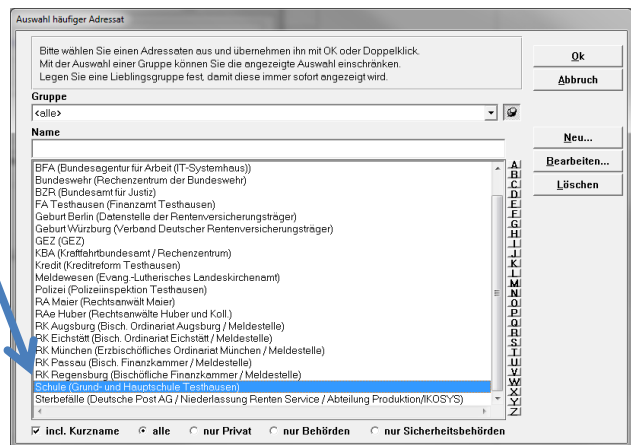 Auswahl häufiger Adressat
Bitte wählen Sie einen Adressaten aus und übernehmen ihn mit OK oder Doppelklick.
Mit der Auswahl einer Gruppe können Sie die angezeigte Auswahl einschränken.
Legen Sie eine Lieblingsgruppe fest, damit diese immer sofort angezeigt wird.
Ok
Abbruch
Gruppe
<alle>
Name
Neu...
Bearbeiten...
Löschen
BFA (Bundesagentur für Arbeit (IT-Systemhaus))
Bundeswehr (Rechenzentrum der Bundeswehr)
BZR (Bundesamt für Justiz)
FA Testhausen (Finanzamt Testhausen)
Geburt Berlin (Datenstelle der Rentenversicherungsträger)
Geburt Würzburg (Verband Deutscher Rentenversicherungsträger)
GEZ (GEZ)
KBA (Kraftfahrtbundesamt / Rechenzentrum)
Kredit (Kreditreform Testhausen)
Meldewesen (Evang.-Lutherisches Landeskirchenamt)
Polizei (Polizeiinspektion Testhausen)
RA Maier (Rechtsanwält Maier)
RAe Huber (Rechtsanwälte Huber und Koll.)
RK Augsburg (Bisch. Ordinariat Augsburg / Meldestelle)
RK Eichstätt (Bisch. Ordinariat Eichstätt / Meldestelle)
RK München (Erzbischöfliches Ordinariat München / Meldestelle)
RK Passau (Bisch. Finanzkammer / Meldestelle)
RK Regensburg (Bischöfliche Finanzkammer / Meldestelle)
Schule (Grund- und Hauptschule Testhausen)
Sterbefälle (Deutsche Post AG / Niederlassung Renten Service / Abteilung Produktion/IKOSYS)
A
B
C
D
E
F
G
H
I
J
K
L
M
N
O
P
Q
R
S
T
U
V
W
X
Y
Z
incl. Kurzname
alle
nur Privat
nur Behörden
nur Sicherheitsbehörden